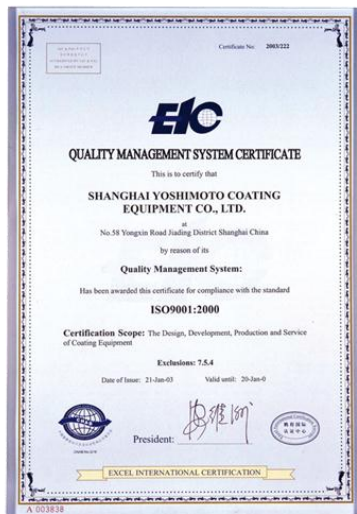 Certificate No: 2003/222
EIC
QUALITY MANAGEMENT SYSTEM CERTIFICATE
This is to certify that
SHANGHAI YOSHIMOTO COATING
EQUIPMENT CO., LTD.
at
No.58 Yongxin Road Jiading District Shanghai China
by reason of its
Quality Management System:
Has been awarded this certificate for compliance with the standard
ISO9001:2000
Certification Scope: The Design, Development, Production and Service
of Coating Equipment
Exclusions: 7.5.4
Date of Issue: 21-Jan-03 Valid until: 20-Jan-0
President:
EXCEL INTERNATIONAL CERTIFICATION
A 003838